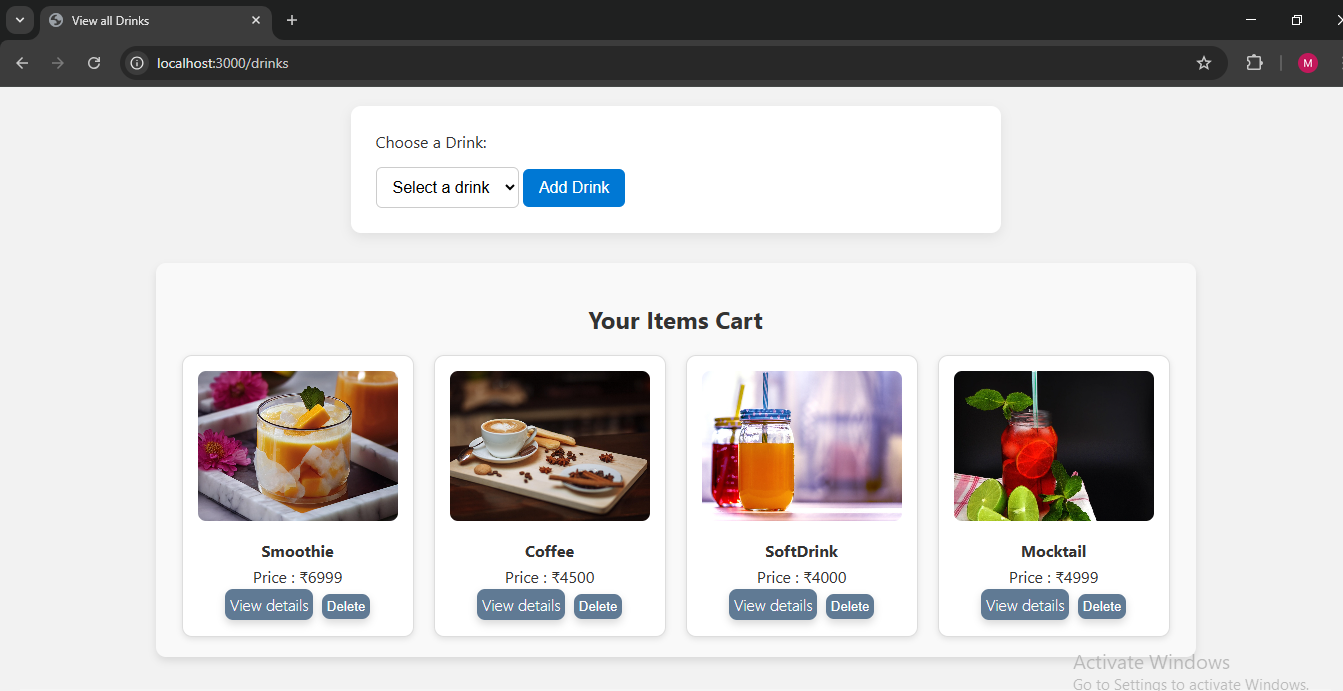 View all Drinks
M
localhost:3000/drinks
Choose a Drink:
Select a drink
Add Drink
Your Items Cart
Smoothie
Price : ₹6999
View details
Delete
Coffee
Price : ₹4500
View details
Delete
SoftDrink
Price : ₹4000
View details
Delete
Mocktail
Price : ₹4999
View details
Delete
Activate Windows
Go to Settings to activate Windows.